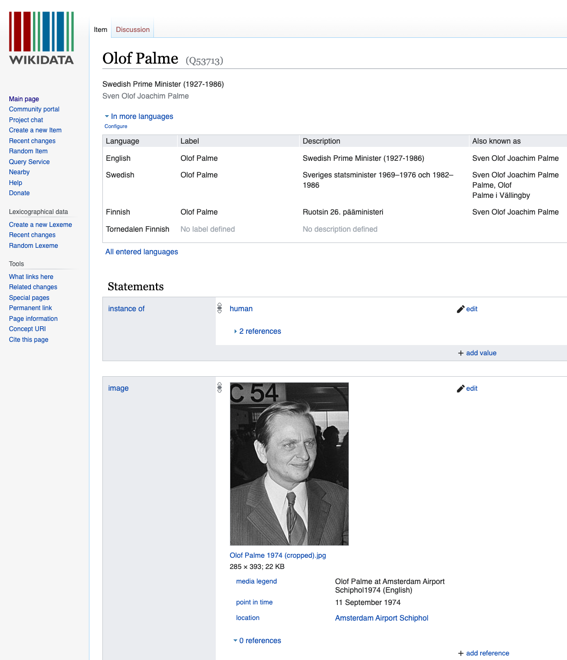 WIKIDATA
Main page
Community portal
Project chat
Create a new Item
Recent changes
Random Item
Query Service
Nearby
Help
Donate
Lexicographical data
Create a new Lexeme
Recent changes
Random Lexeme
Tools
What links here
Related changes
Special pages
Permanent link
Page information
Concept URI
Cite this page
Item Discussion
Olof Palme (Q53713)
Swedish Prime Minister (1927-1986)
Sven Olof Joachim Palme
In more languages
Configure
Language Label Description Also known as
English Olof Palme Swedish Prime Minister (1927-1986) Sven Olof Joachim Palme
Swedish Olof Palme Sveriges statsminister 1969–1976 och 1982–1986 Sven Olof Joachim Palme
Palme, Olof
Palme i Vällingby
Finnish Olof Palme Ruotsin 26. pääministeri Sven Olof Joachim Palme
Tornedalen Finnish No label defined No description defined
All entered languages
Statements
instance of human edit
2 references
+ add value
image edit
C 54
Olof Palme 1974 (cropped).jpg
285 × 393; 22 KB
media legend Olof Palme at Amsterdam Airport
Schiphol1974 (English)
point in time 11 September 1974
location Amsterdam Airport Schiphol
0 references
+ add reference